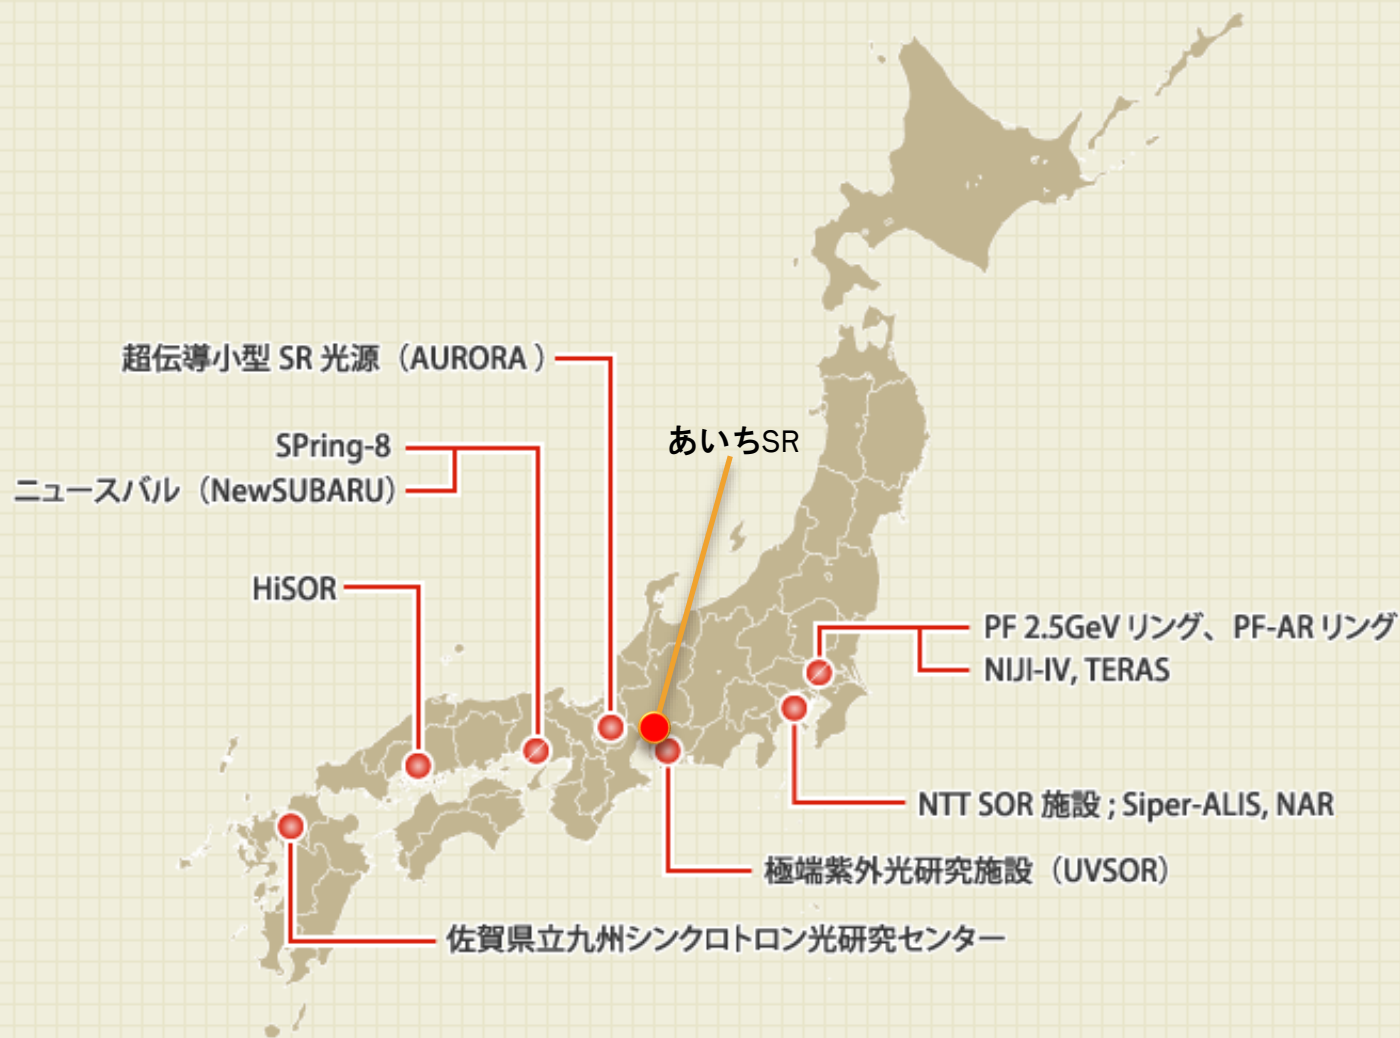 超伝導小型 SR 光源（AURORA ）
あいちSR
SPring-8
ニュースバル（NewSUBARU）
HiSOR
PF 2.5GeV リング、PF-AR リング
NIJI-IV, TERAS
NTT SOR 施設 ; Siper-ALIS, NAR
極端紫外光研究施設（UVSOR）
佐賀県立九州シンクロトロン光研究センター